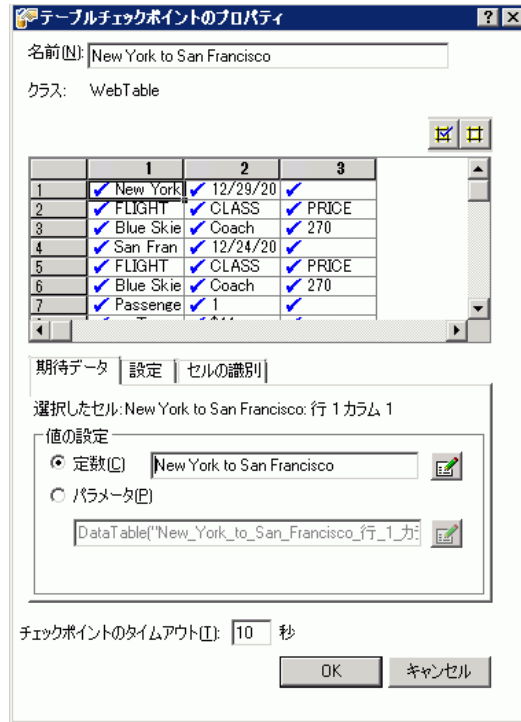 テーブルチェックポイントのプロパティ
名前(N): New York to San Francisco
クラス: WebTable
1 2 3
1 New York 12/29/20
2 FLIGHT CLASS PRICE
3 Blue Skie Coach 270
4 San Fran 12/24/20
5 FLIGHT CLASS PRICE
6 Blue Skie Coach 270
7 Passenge 1
期待データ 設定 セルの識別
選択したセル: New York to San Francisco: 行 1 カラム 1
値の設定
定数(C) New York to San Francisco
パラメータ(P)
DataTable("New_York_to_San_Francisco_行_1_カ
チェックポイントのタイムアウト(T): 10 秒
OK キャンセル